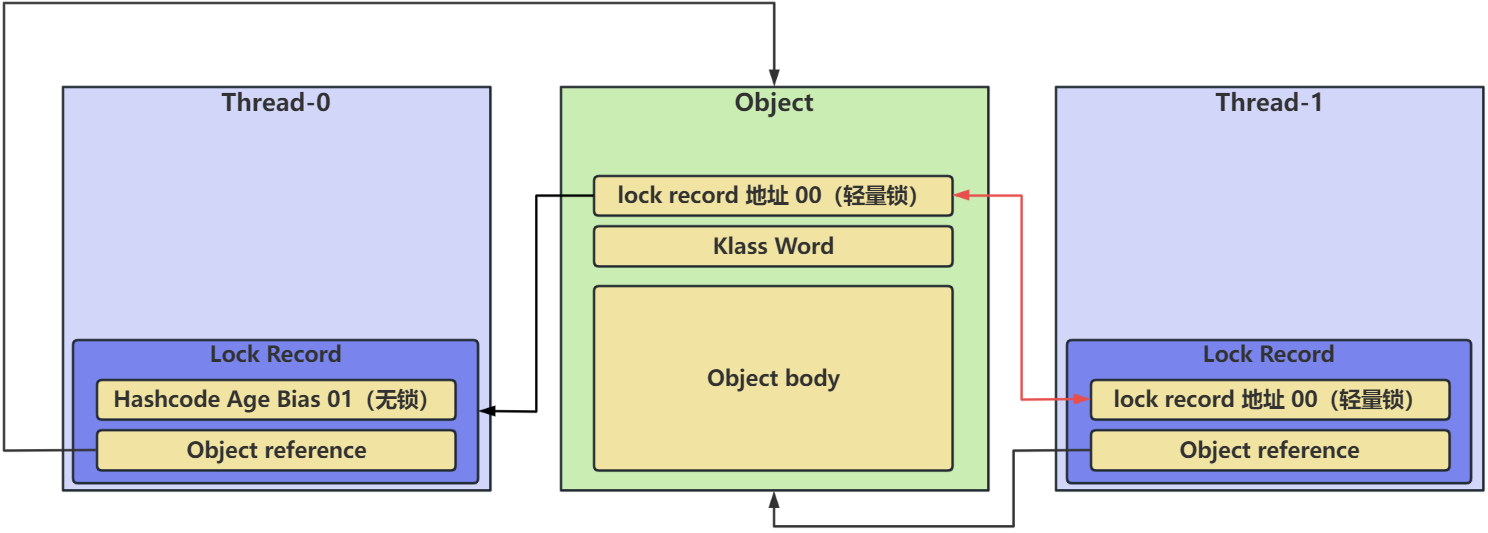 Thread-0
Lock Record
Hashcode Age Bias 01（无锁）
Object reference
Object
lock record 地址 00（轻量锁）
Klass Word
Object body
Thread-1
Lock Record
lock record 地址 00（轻量锁）
Object reference